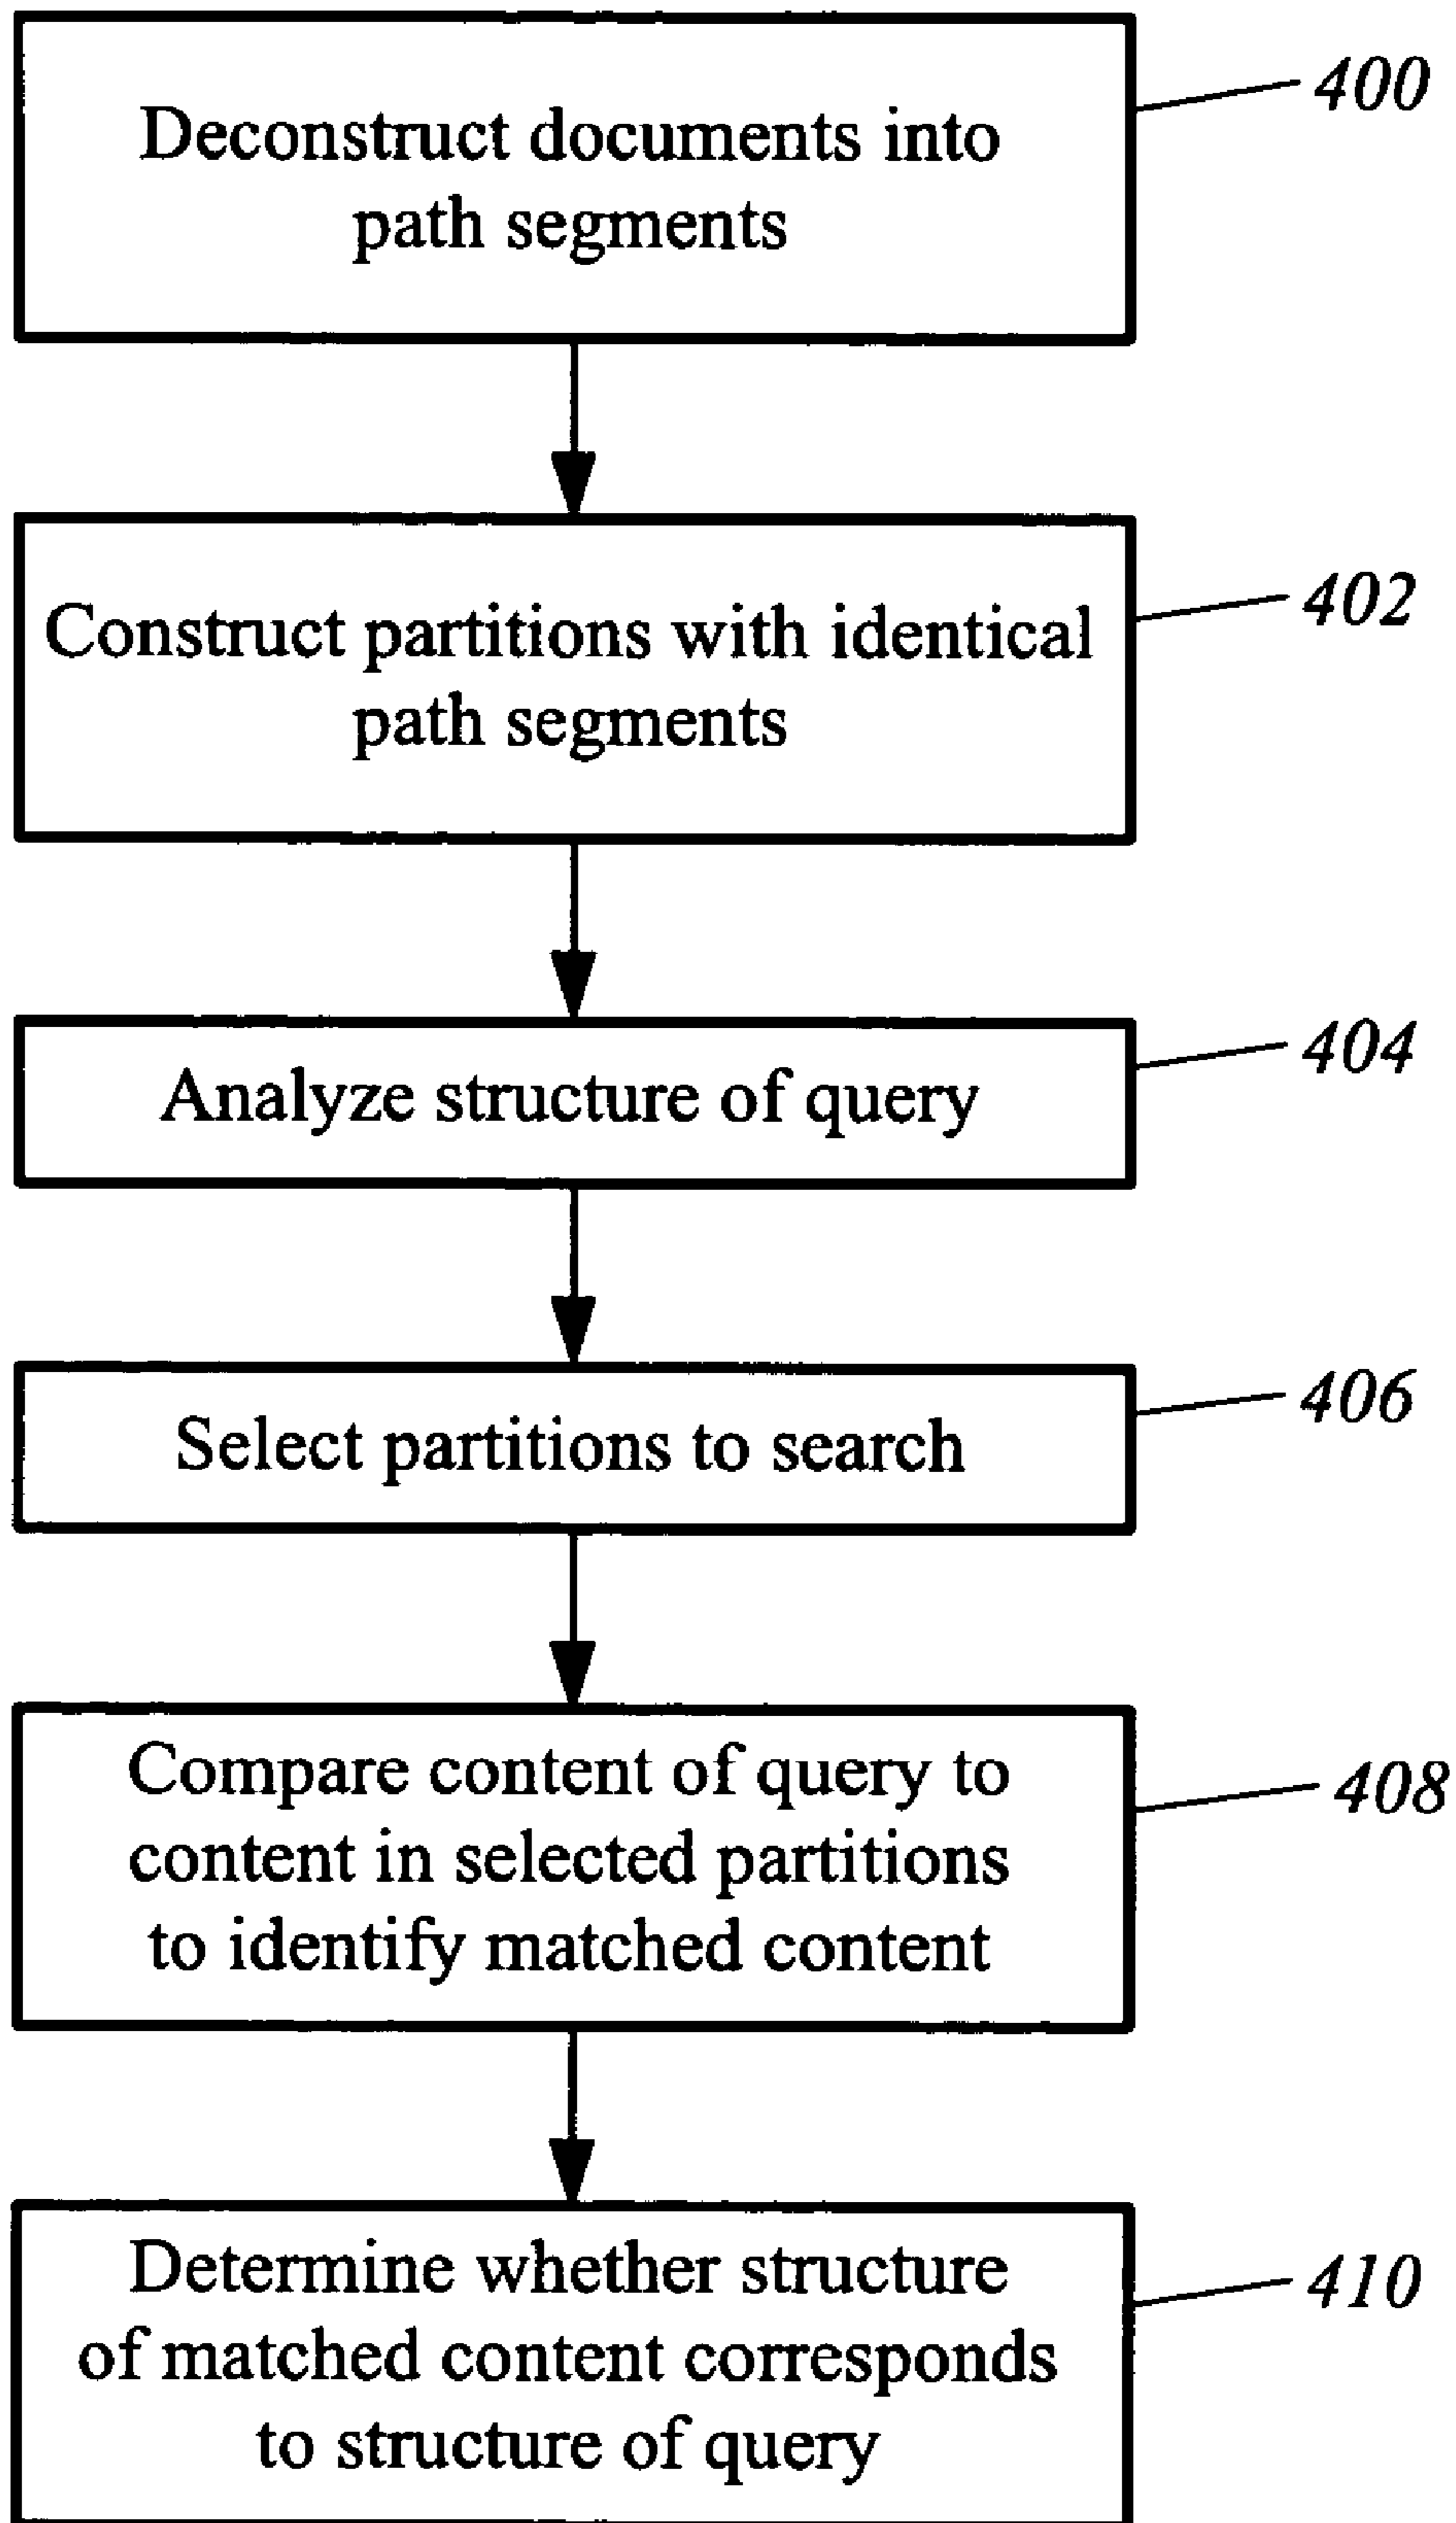 Deconstruct documents into
path segments
400
Construct partitions with identical
path segments
402
Analyze structure of query
404
Select partitions to search
406
Compare content of query to
content in selected partitions
to identify matched content
408
Determine whether structure
of matched content corresponds
to structure of query
410